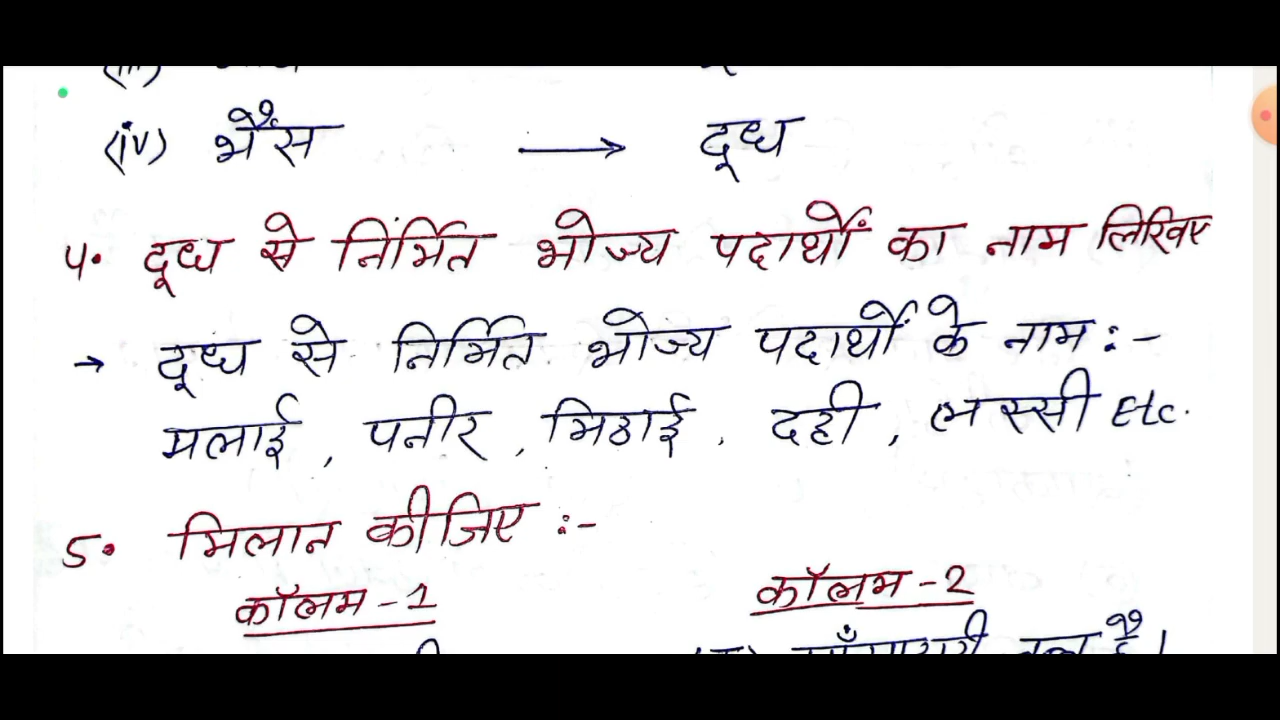 (iv) भैंस → दूध
4. दूध से निर्मित भोज्य पदार्थों का नाम लिखिए
→ दूध से निर्मित भोज्य पदार्थों के नाम :-
मलाई, पनीर, मिठाई, दही, लस्सी Etc.
5. मिलान कीजिए :-
कॉलम-1 कॉलम-2
है।